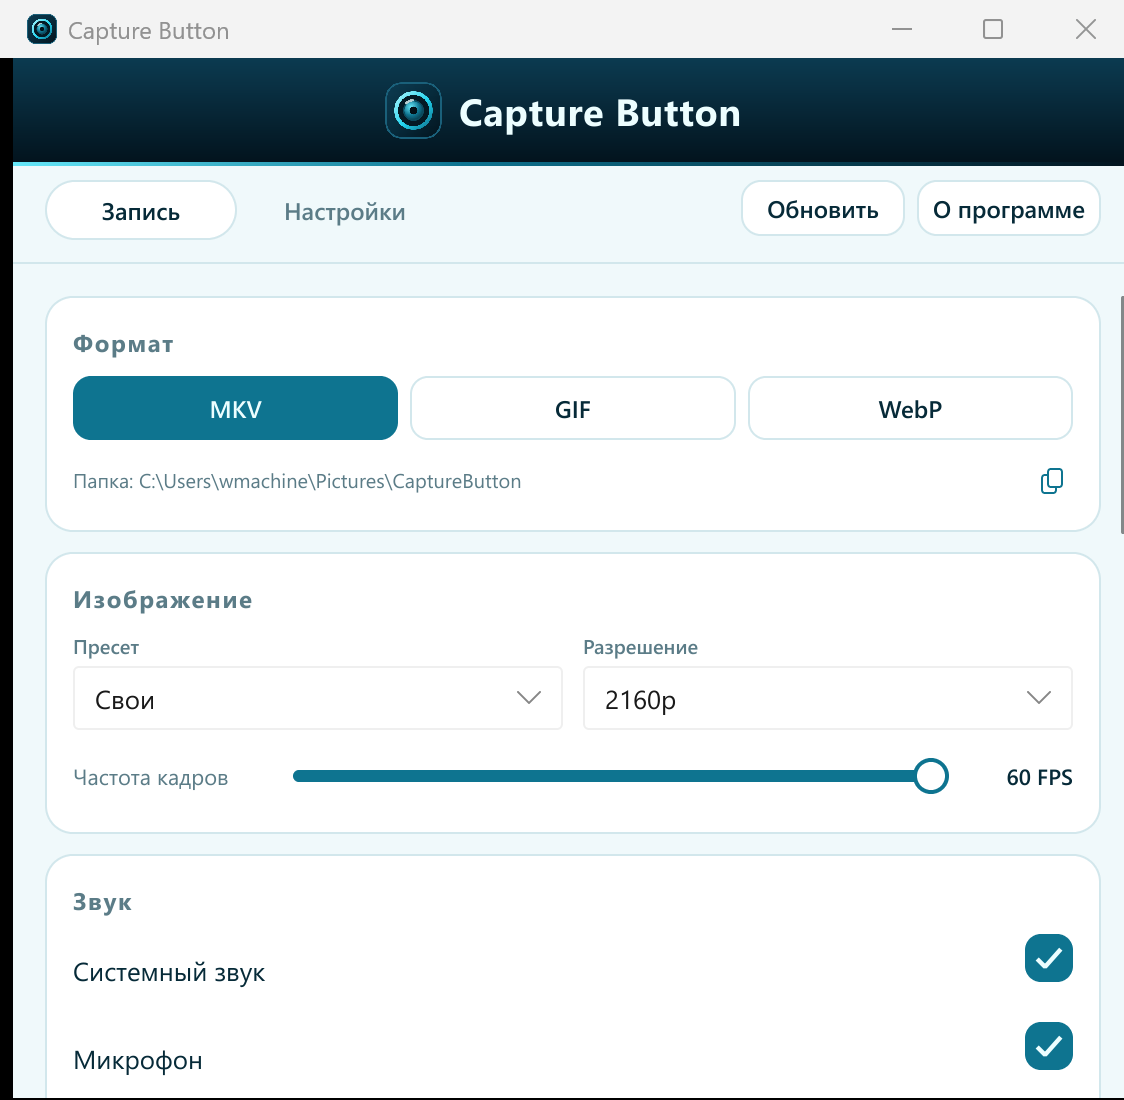 Capture Button
Capture Button
Запись Настройки Обновить О программе
Формат
MKV GIF WebP
Папка: C:\Users\wmachine\Pictures\CaptureButton
Изображение
Пресет Разрешение
Свои 2160p
Частота кадров 60 FPS
Звук
Системный звук
Микрофон